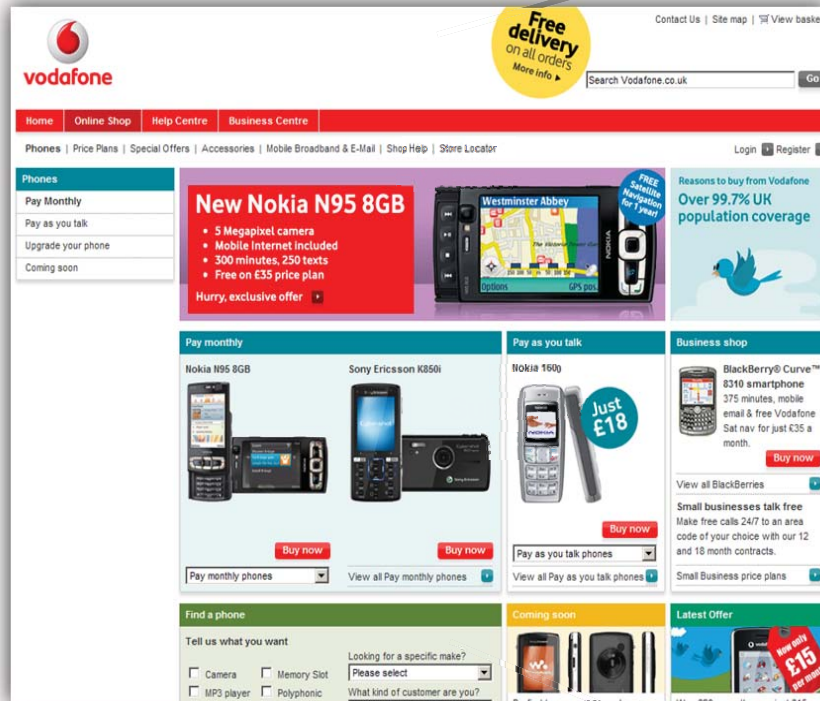 Free
delivery
on all orders
More info
Contact Us | Site map | View baske
vodafone
Search Vodafone.co.uk
Go
Home
Online Shop
Help Centre
Business Centre
Phones | Price Plans | Special Offers | Accessories | Mobile Broadband & E-Mail | Shop Help | Store Locator
Login
Register
Phones
Pay Monthly
Pay as you talk
Upgrade your phone
Coming soon
New Nokia N95 8GB
• 5 Megapixel camera
• Mobile Internet included
• 300 minutes, 250 texts
• Free on £35 price plan
Hurry, exclusive offer
Westminster Abbey
Options
GPS pos.
NOKIA
FREE
Satellite
Navigation
for 1 year!
Reasons to buy from Vodafone
Over 99.7% UK
population coverage
Pay monthly
Nokia N95 8GB
Sony Ericsson K850i
Buy now
Buy now
Pay monthly phones
View all Pay monthly phones
Pay as you talk
Nokia 1600
Just
£18
Buy now
Pay as you talk phones
View all Pay as you talk phones
Business shop
BlackBerry® Curve™
8310 smartphone
375 minutes, mobile
email & free Vodafone
Sat nav for just £35 a
month.
Buy now
View all BlackBerries
Small businesses talk free
Make free calls 24/7 to an area
code of your choice with our 12
and 18 month contracts.
Small Business price plans
Find a phone
Tell us what you want
Camera
Memory Slot
MP3 player
Polyphonic
Looking for a specific make?
Please select
What kind of customer are you?
Coming soon
Latest Offer
Now only
£15
per mon